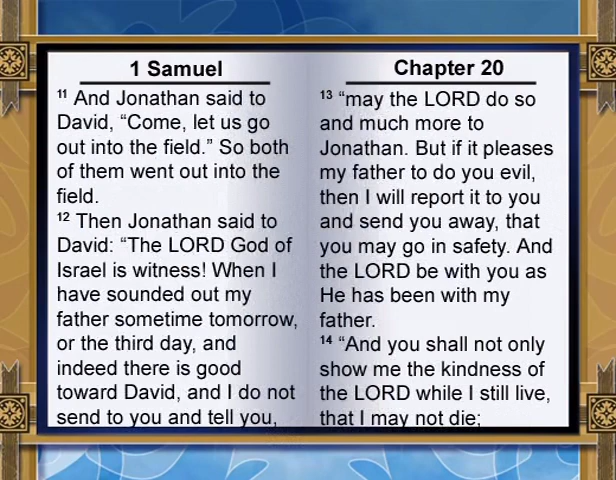 1 Samuel
11 And Jonathan said to
David, “Come, let us go
out into the field.” So both
of them went out into the
field.
12 Then Jonathan said to
David: “The LORD God of
Israel is witness! When I
have sounded out my
father sometime tomorrow,
or the third day, and
indeed there is good
toward David, and I do not
send to you and tell you,
Chapter 20
13 “may the LORD do so
and much more to
Jonathan. But if it pleases
my father to do you evil,
then I will report it to you
and send you away, that
you may go in safety. And
the LORD be with you as
He has been with my
father.
14 “And you shall not only
show me the kindness of
the LORD while I still live,
that I may not die;